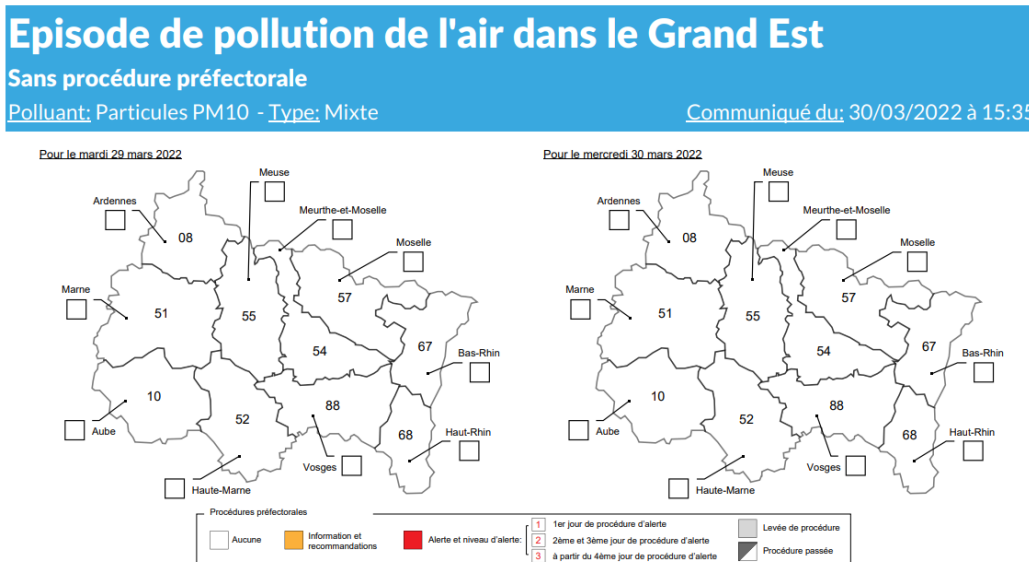 Episode de pollution de l'air dans le Grand Est
Sans procédure préfectorale
Polluant: Particules PM10 - Type: Mixte
Communiqué du: 30/03/2022 à 15:35
Pour le mardi 29 mars 2022
Meuse
Ardennes
Meurthe-et-Moselle
08
Moselle
Marne
57
51
55
54
67
Bas-Rhin
10
88
52
Aube
68
Haut-Rhin
Vosges
Haute-Marne
Pour le mercredi 30 mars 2022
Meuse
Ardennes
Meurthe-et-Moselle
08
Moselle
Marne
57
51
55
54
67
Bas-Rhin
10
88
52
Aube
68
Haut-Rhin
Vosges
Haute-Marne
Procédures préfectorales
Aucune
Information et
recommandations
Alerte et niveau d'alerte:
1 1er jour de procédure d'alerte
2 2ème et 3ème jour de procédure d'alerte
3 à partir du 4ème jour de procédure d'alerte
Levée de procédure
Procédure passée